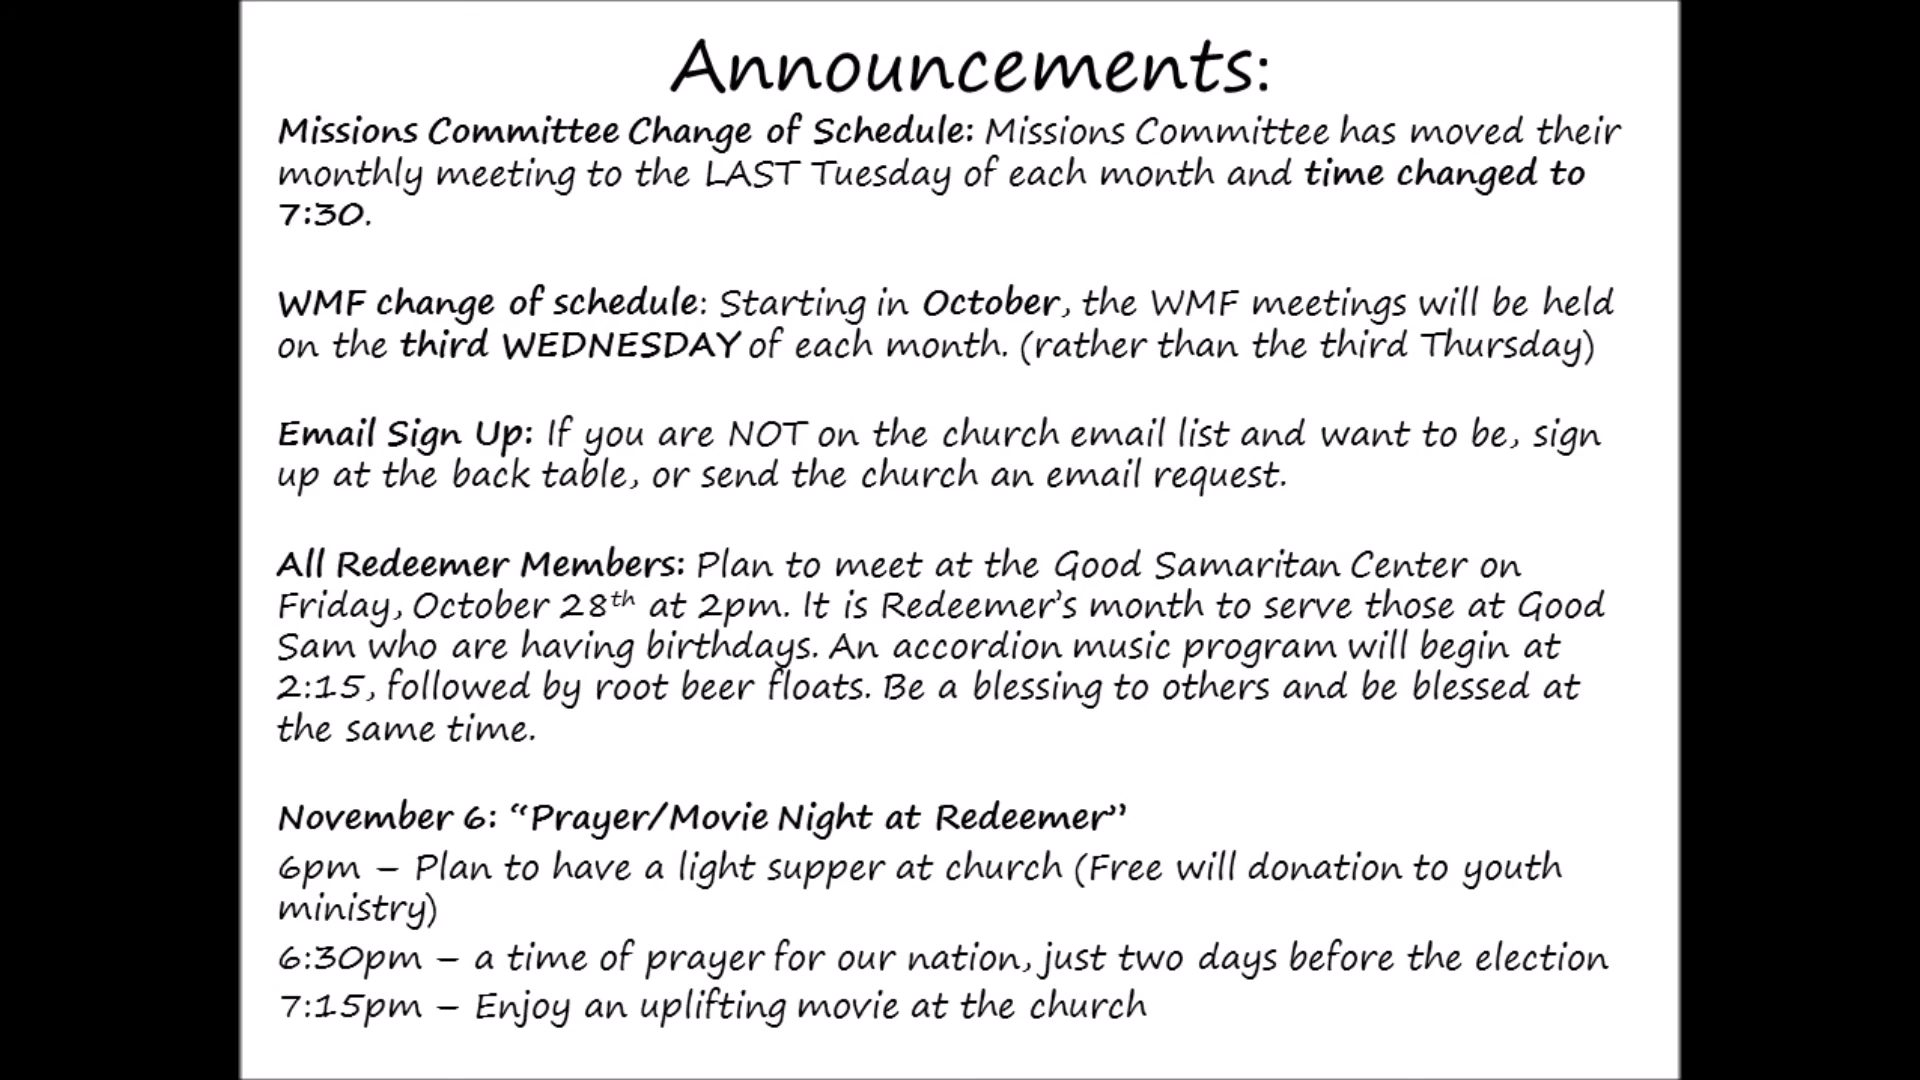 Announcements:
Missions Committee Change of Schedule: Missions Committee has moved their
monthly meeting to the LAST Tuesday of each month and time changed to
7:30.
WMF change of schedule: Starting in October, the WMF meetings will be held
on the third WEDNESDAY of each month. (rather than the third Thursday)
Email Sign Up: If you are NOT on the church email list and want to be, sign
up at the back table, or send the church an email request.
All Redeemer Members: Plan to meet at the Good Samaritan Center on
Friday, October 28th at 2pm. It is Redeemer’s month to serve those at Good
Sam who are having birthdays. An accordion music program will begin at
2:15, followed by root beer floats. Be a blessing to others and be blessed at
the same time.
November 6: “Prayer/Movie Night at Redeemer”
6pm – Plan to have a light supper at church (Free will donation to youth
ministry)
6:30pm – a time of prayer for our nation, just two days before the election
7:15pm – Enjoy an uplifting movie at the church